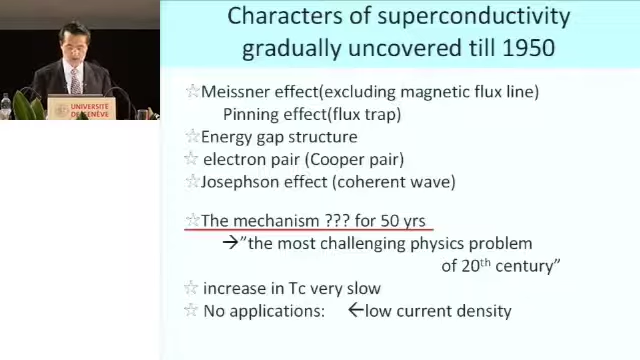 Characters of superconductivity
gradually uncovered till 1950
☆Meissner effect(excluding magnetic flux line)
Pinning effect(flux trap)
☆Energy gap structure
☆ electron pair (Cooper pair)
☆Josephson effect (coherent wave)
☆The mechanism ??? for 50 yrs
→"the most challenging physics problem
of 20th century"
☆ increase in Tc very slow
☆ No applications: ←low current density
UNIVERSITÉ
DE GENÈVE